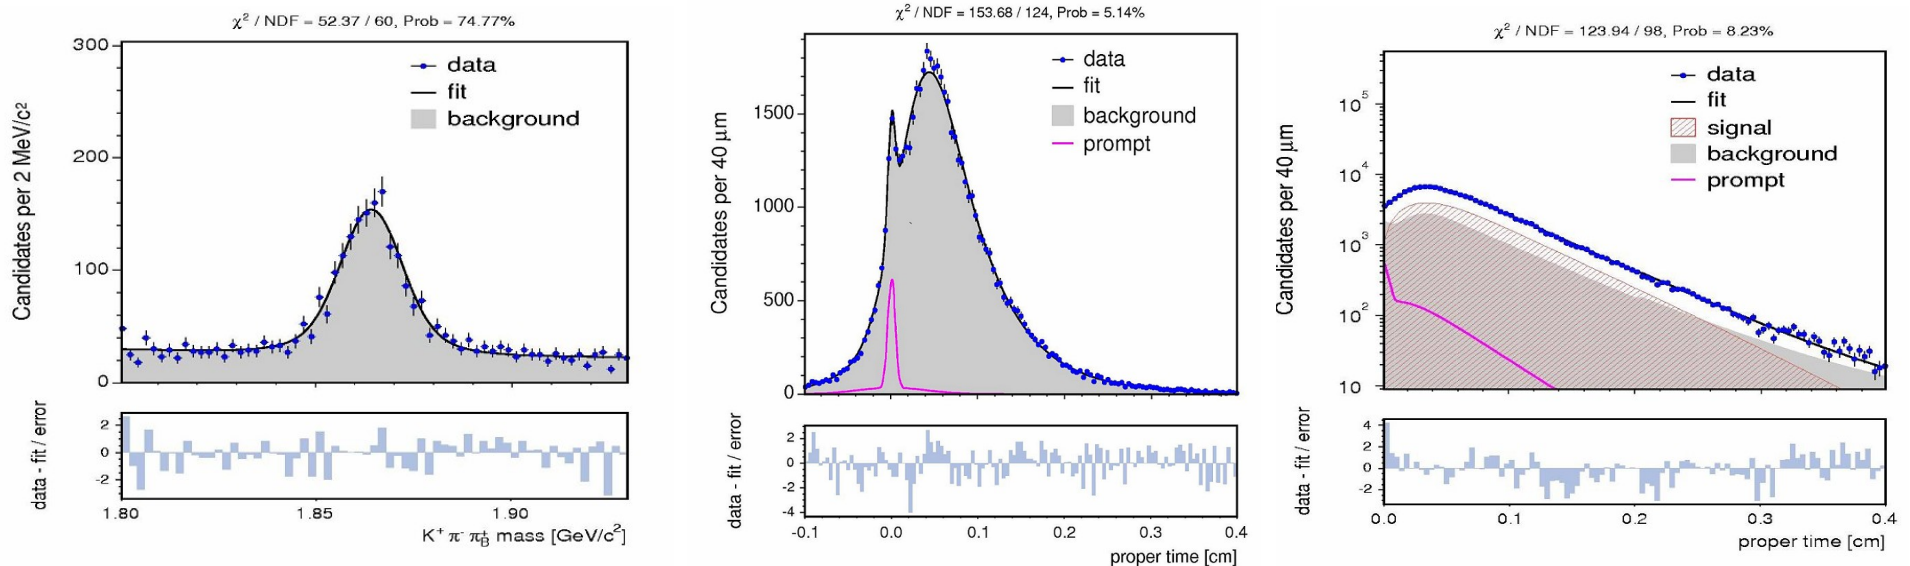 χ² / NDF = 52.37 / 60, Prob = 74.77%
300
200
100
0
Candidates per 2 MeV/c²
data
fit
background
2
0
-2
data - fit / error
1.80
1.85
1.90
K⁺ π⁻ π⁺B mass [GeV/c²]
χ² / NDF = 153.68 / 124, Prob = 5.14%
1500
1000
500
0
Candidates per 40 μm
data
fit
background
prompt
2
0
-2
-4
data - fit / error
-0.1
0.0
0.1
0.2
0.3
0.4
proper time [cm]
χ² / NDF = 123.94 / 98, Prob = 8.23%
10⁵
10⁴
10³
10²
10
Candidates per 40 μm
data
fit
signal
background
prompt
4
2
0
-2
data - fit / error
0.0
0.1
0.2
0.3
0.4
proper time [cm]